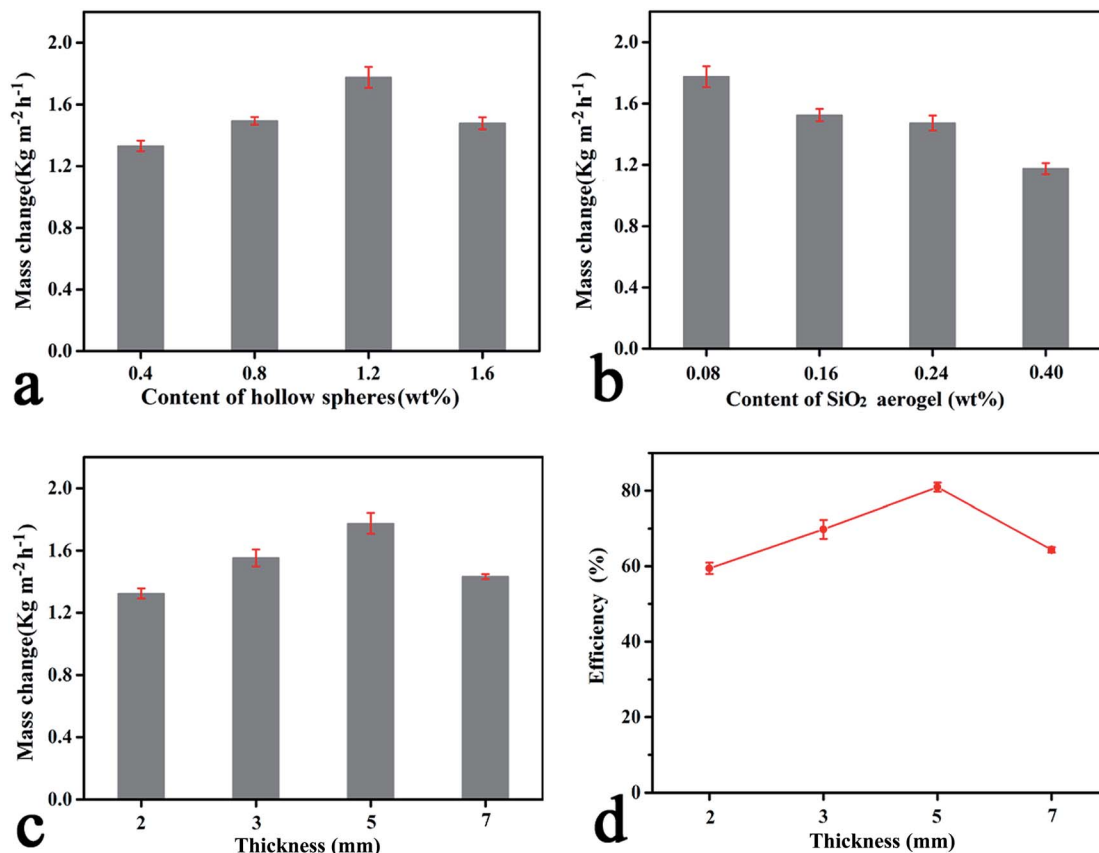 2.0
1.6
1.2
0.8
0.4
0.0
Mass change(Kg m⁻²h⁻¹)
0.4 0.8 1.2 1.6
Content of hollow spheres(wt%)
a
2.0
1.6
1.2
0.8
0.4
0.0
Mass change(Kg m⁻²h⁻¹)
0.08 0.16 0.24 0.40
Content of SiO₂ aerogel (wt%)
b
2.0
1.6
1.2
0.8
0.4
0.0
Mass change(Kg m⁻²h⁻¹)
2 3 5 7
Thickness (mm)
c
80
60
40
20
0
Efficiency (%)
2 3 5 7
Thickness (mm)
d